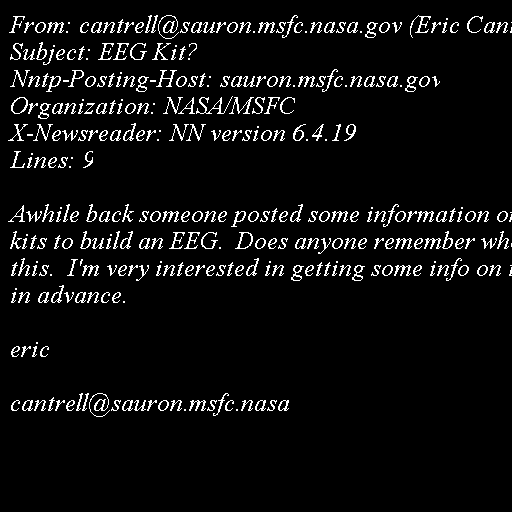 From: cantrell@sauron.msfc.nasa.gov (Eric
Subject: EEG Kit?
Nntp-Posting-Host: sauron.msfc.nasa.gov
Organization: NASA/MSFC
X-Newsreader: NN version 6.4.19
Lines: 9
Awhile back someone posted some information
kits to build an EEG. Does anyone remember
this. I'm very interested in getting some info on
in advance.
eric
cantrell@sauron.msfc.nasa